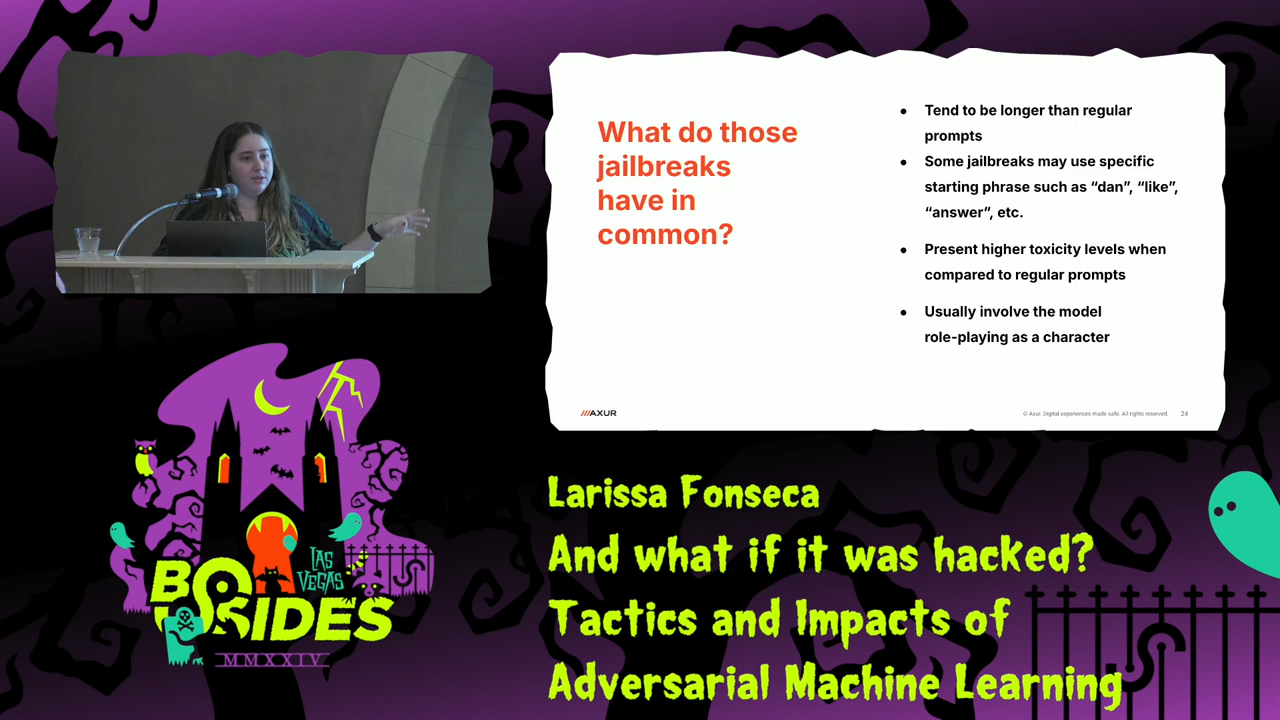 What do those
jailbreaks
have in
common?
● Tend to be longer than regular
prompts
● Some jailbreaks may use specific
starting phrase such as “dan”, “like”,
“answer”, etc.
● Present higher toxicity levels when
compared to regular prompts
● Usually involve the model
role-playing as a character
///AXUR
© Axur. Digital experiences made safe. All rights reserved. 24
LAS
VEGAS
BSIDES
MMXXIV
Larissa Fonseca
And what if it was hacked?
Tactics and Impacts of
Adversarial Machine Learning